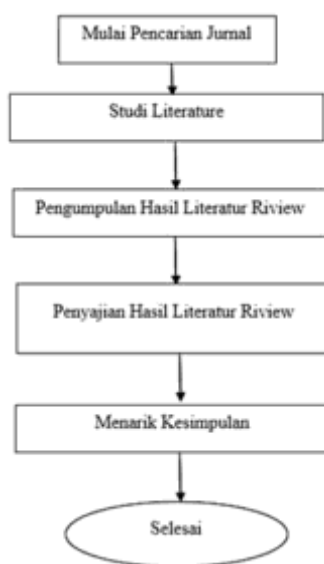 Mulai Pencarian Jurnal
Studi Literature
Pengumpulan Hasil Literatur Riview
Penyajian Hasil Literatur Riview
Menarik Kesimpulan
Selesai